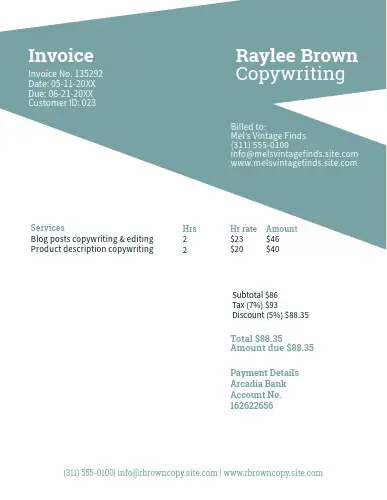 Invoice
Invoice No. 135292
Date: 05-11-20XX
Due: 06-21-20XX
Customer ID: 023
Raylee Brown
Copywriting
Billed to:
Mel's Vintage Finds
(311) 555-0100
info@melsvintagefinds.site.com
www.melsvintagefinds.site.com
Services Hrs Hr rate Amount
Blog posts copywriting & editing 2 $23 $46
Product description copywriting 2 $20 $40
Subtotal $86
Tax (7%) $93
Discount (5%) $88.35
Total $88.35
Amount due $88.35
Payment Details
Arcadia Bank
Account No.
162622656
(311) 555-0100| info@rbrowncopy.site.com | www.rbrowncopy.site.com